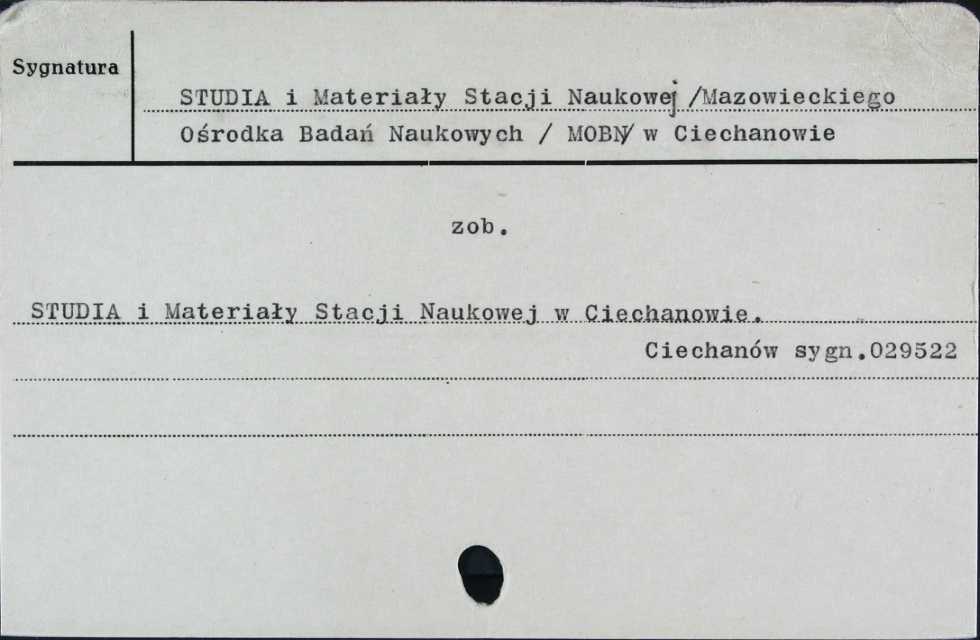 Sygnatura
STUDIA i Materiały Stacji Naukowej /Mazowieckiego
Ośrodka Badań Naukowych / MOBN/ w Ciechanowie
zob.
STUDIA i Materiały Stacji Naukowej w Ciechanowie.
Ciechanów sygn.029522